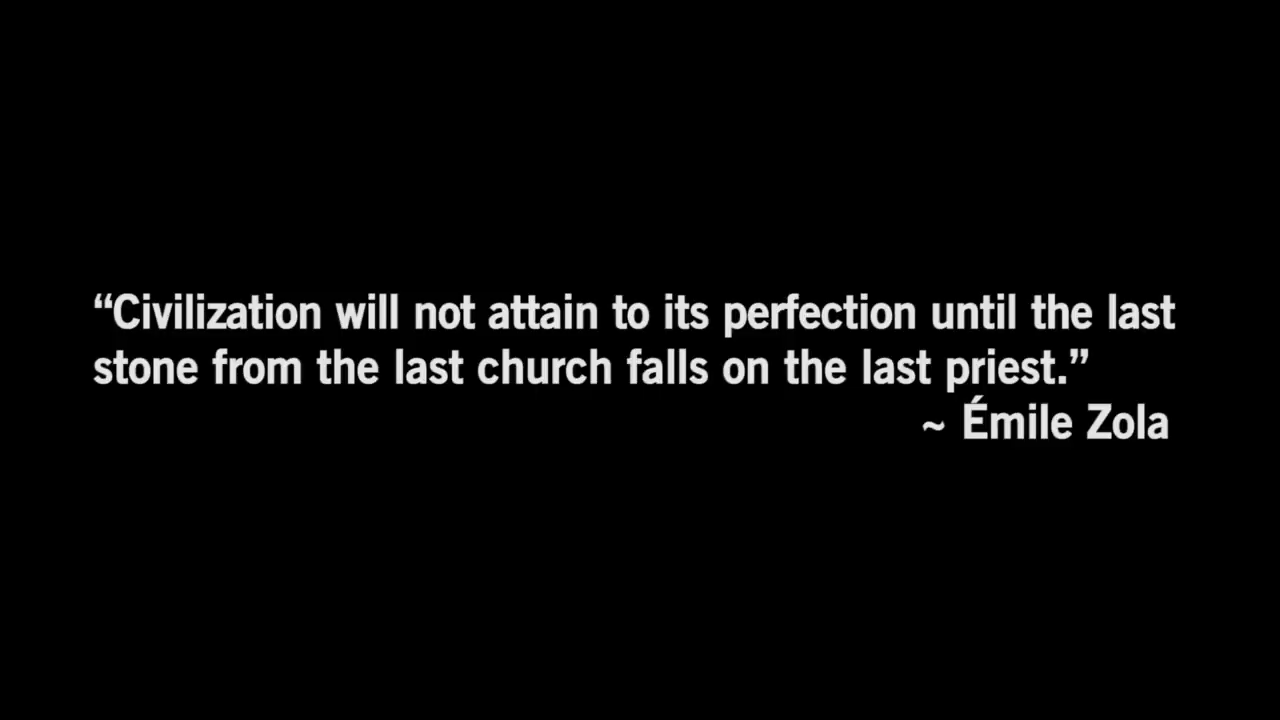 “Civilization will not attain to its perfection until the last
stone from the last church falls on the last priest.”
~ Émile Zola